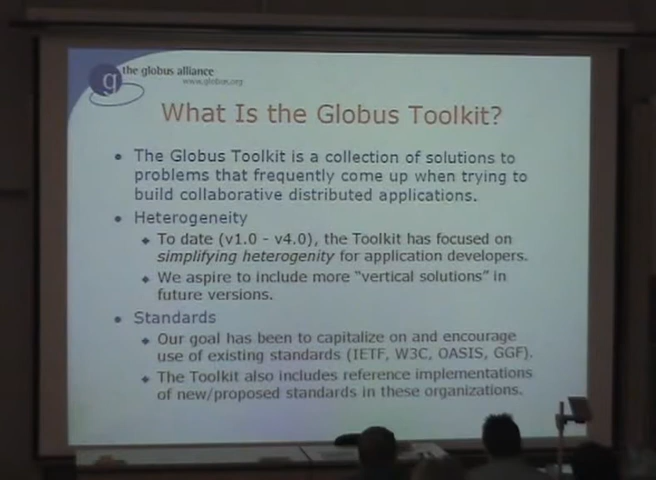 g
the globus alliance
www.globus.org
What Is the Globus Toolkit?
• The Globus Toolkit is a collection of solutions to
problems that frequently come up when trying to
build collaborative distributed applications.
• Heterogeneity
To date (v1.0 - v4.0), the Toolkit has focused on
simplifying heterogenity for application developers.
We aspire to include more “vertical solutions” in
future versions.
• Standards
Our goal has been to capitalize on and encourage
use of existing standards (IETF, W3C, OASIS, GGF).
The Toolkit also includes reference implementations
of new/proposed standards in these organizations.